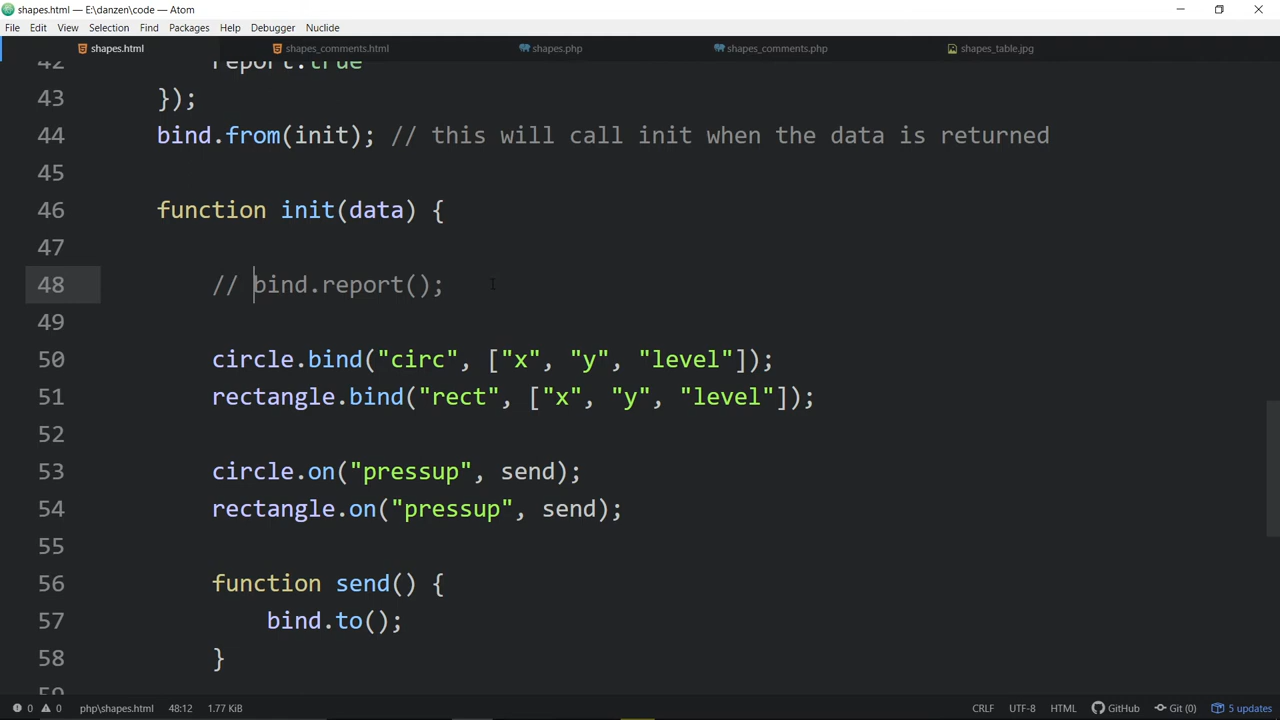 shapes.html — E:\danzen\code — Atom
File Edit View Selection Find Packages Help Debugger Nuclide
shapes.html shapes_comments.html shapes.php shapes_comments.php shapes_table.jpg
42 report:true
43 });
44 bind.from(init); // this will call init when the data is returned
45
46 function init(data) {
47
48 // bind.report();
49
50 circle.bind("circ", ["x", "y", "level"]);
51 rectangle.bind("rect", ["x", "y", "level"]);
52
53 circle.on("pressup", send);
54 rectangle.on("pressup", send);
55
56 function send() {
57 bind.to();
58 }
59
0 0 php\shapes.html 48:12 1.77 KiB CRLF UTF-8 HTML GitHub Git (0) 5 updates